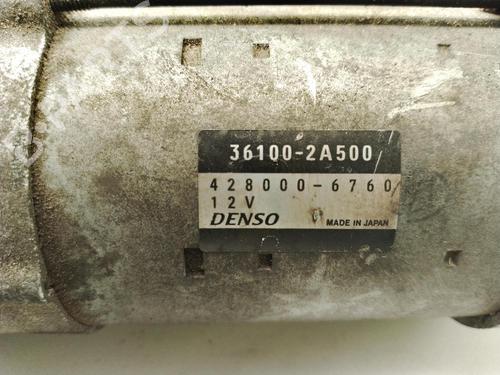 36100-2A500
428000-6760
12V
DENSO MADE IN JAPAN